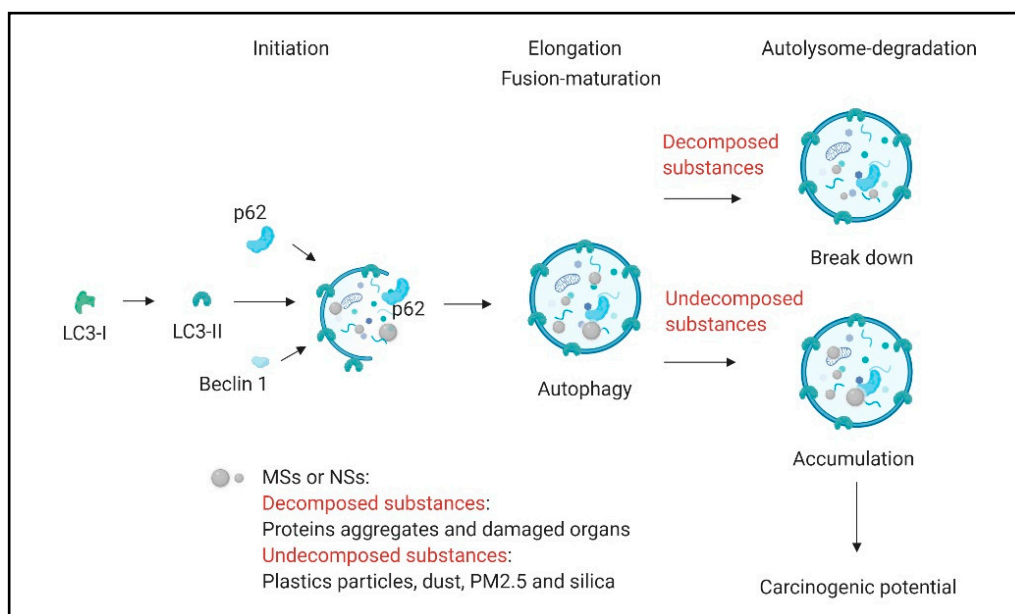 Initiation
Elongation
Fusion-maturation
Autolysome-degradation
Decomposed
substances
p62
Break down
LC3-I
LC3-II
p62
Beclin 1
Undecomposed
substances
Autophagy
Accumulation
MSs or NSs:
Decomposed substances:
Proteins aggregates and damaged organs
Undecomposed substances:
Plastics particles, dust, PM2.5 and silica
Carcinogenic potential